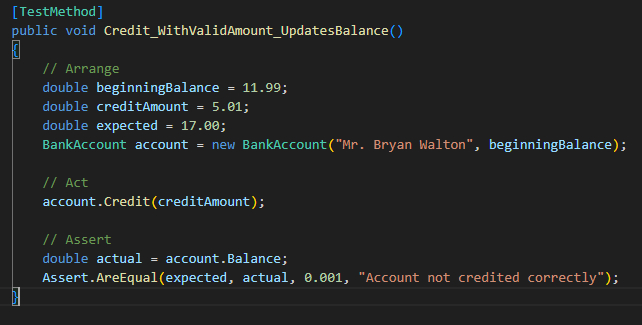 [TestMethod]
public void Credit_WithValidAmount_UpdatesBalance()
{
    // Arrange
    double beginningBalance = 11.99;
    double creditAmount = 5.01;
    double expected = 17.00;
    BankAccount account = new BankAccount("Mr. Bryan Walton", beginningBalance);

    // Act
    account.Credit(creditAmount);

    // Assert
    double actual = account.Balance;
    Assert.AreEqual(expected, actual, 0.001, "Account not credited correctly");
}